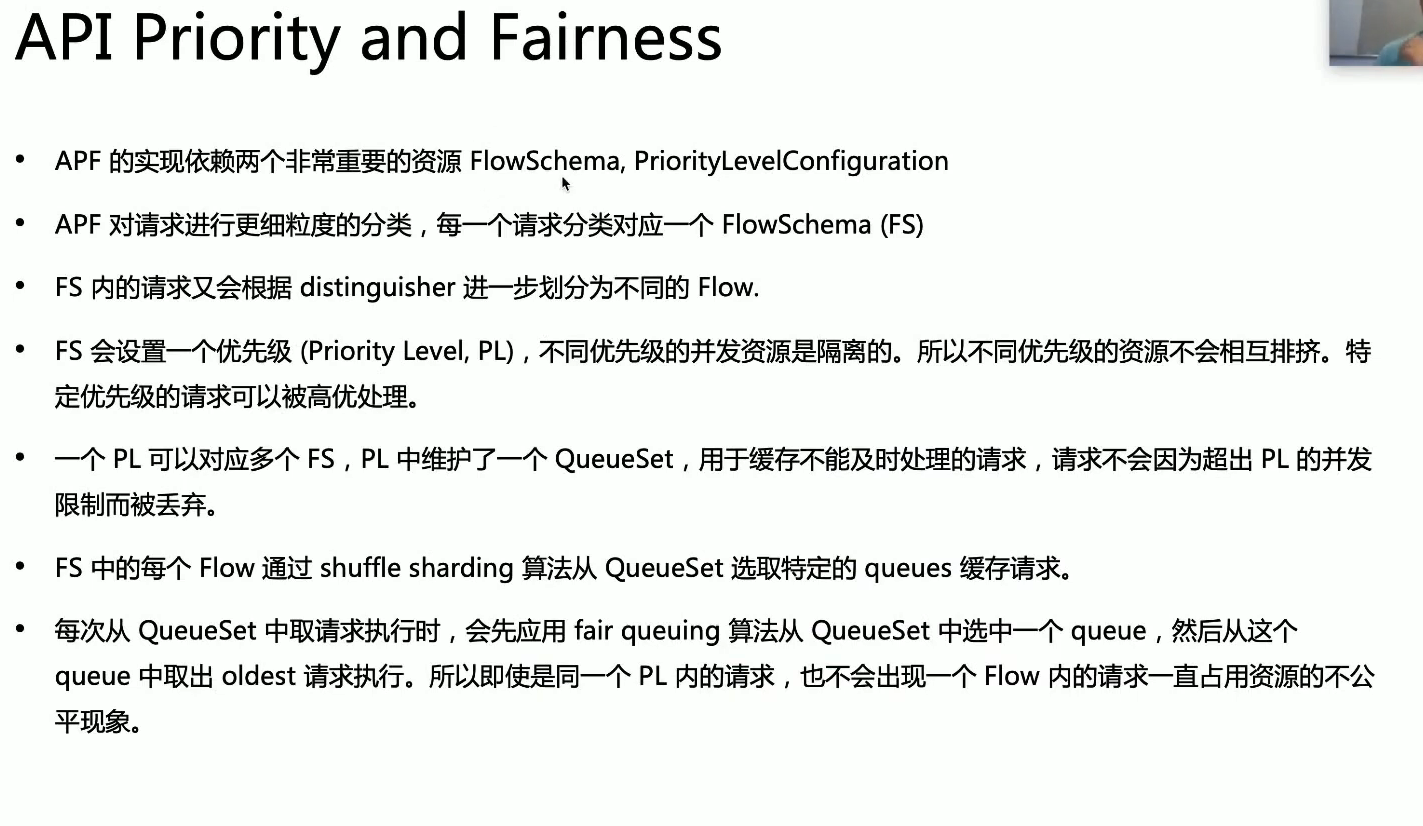 API Priority and Fairness
• APF 的实现依赖两个非常重要的资源 FlowSchema, PriorityLevelConfiguration
• APF 对请求进行更细粒度的分类，每一个请求分类对应一个 FlowSchema (FS)
• FS 内的请求又会根据 distinguisher 进一步划分为不同的 Flow.
• FS 会设置一个优先级 (Priority Level, PL)，不同优先级的并发资源是隔离的。所以不同优先级的资源不会相互排挤。特
定优先级的请求可以被高优处理。
• 一个 PL 可以对应多个 FS，PL 中维护了一个 QueueSet，用于缓存不能及时处理的请求，请求不会因为超出 PL 的并发
限制而被丢弃。
• FS 中的每个 Flow 通过 shuffle sharding 算法从 QueueSet 选取特定的 queues 缓存请求。
• 每次从 QueueSet 中取请求执行时，会先应用 fair queuing 算法从 QueueSet 中选中一个 queue，然后从这个
queue 中取出 oldest 请求执行。所以即使是同一个 PL 内的请求，也不会出现一个 Flow 内的请求一直占用资源的不公
平现象。